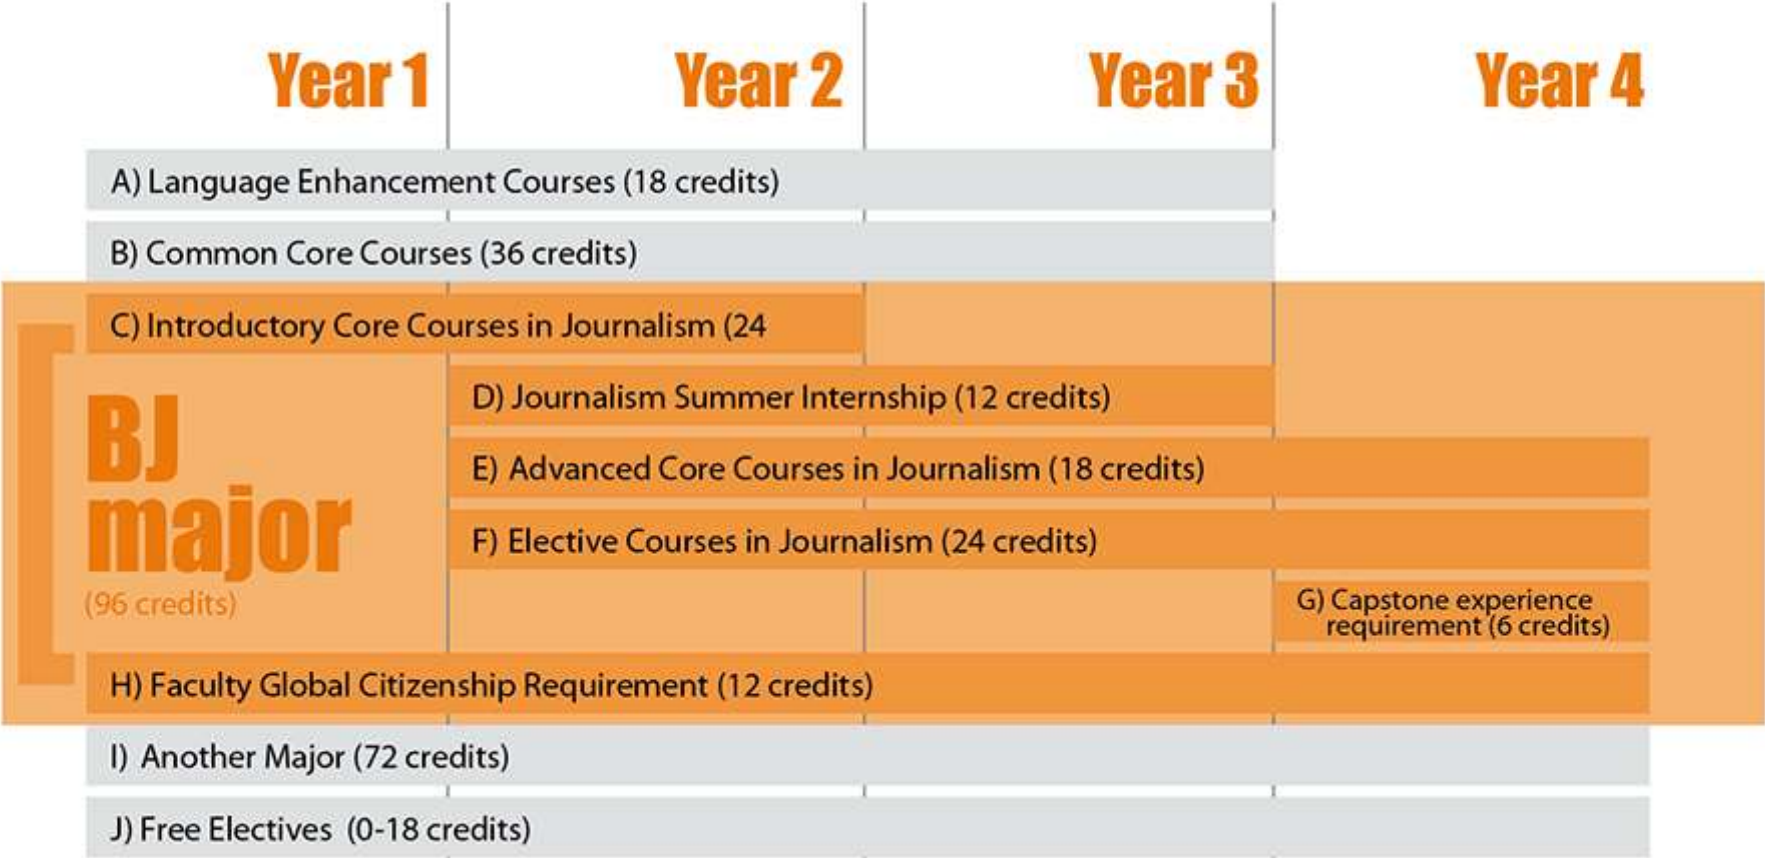 Year 1
Year 2
Year 3
Year 4
A) Language Enhancement Courses (18 credits)
B) Common Core Courses (36 credits)
C) Introductory Core Courses in Journalism (24
D) Journalism Summer Internship (12 credits)
E) Advanced Core Courses in Journalism (18 credits)
F) Elective Courses in Journalism (24 credits)
G) Capstone experience
requirement (6 credits)
BJ
major
(96 credits)
H) Faculty Global Citizenship Requirement (12 credits)
I) Another Major (72 credits)
J) Free Electives (0-18 credits)